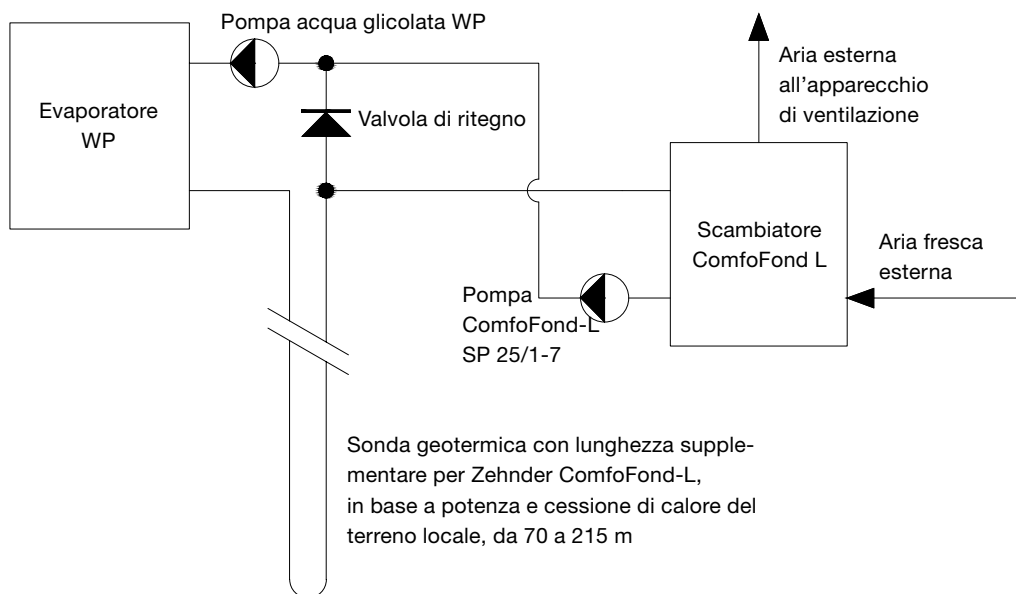 Pompa acqua glicolata WP
Evaporatore
WP
Valvola di ritegno
Aria esterna
all'apparecchio
di ventilazione
Scambiatore
ComfoFond L
Aria fresca
esterna
Pompa
ComfoFond-L
SP 25/1-7
Sonda geotermica con lunghezza supple-
mentare per Zehnder ComfoFond-L,
in base a potenza e cessione di calore del
terreno locale, da 70 a 215 m